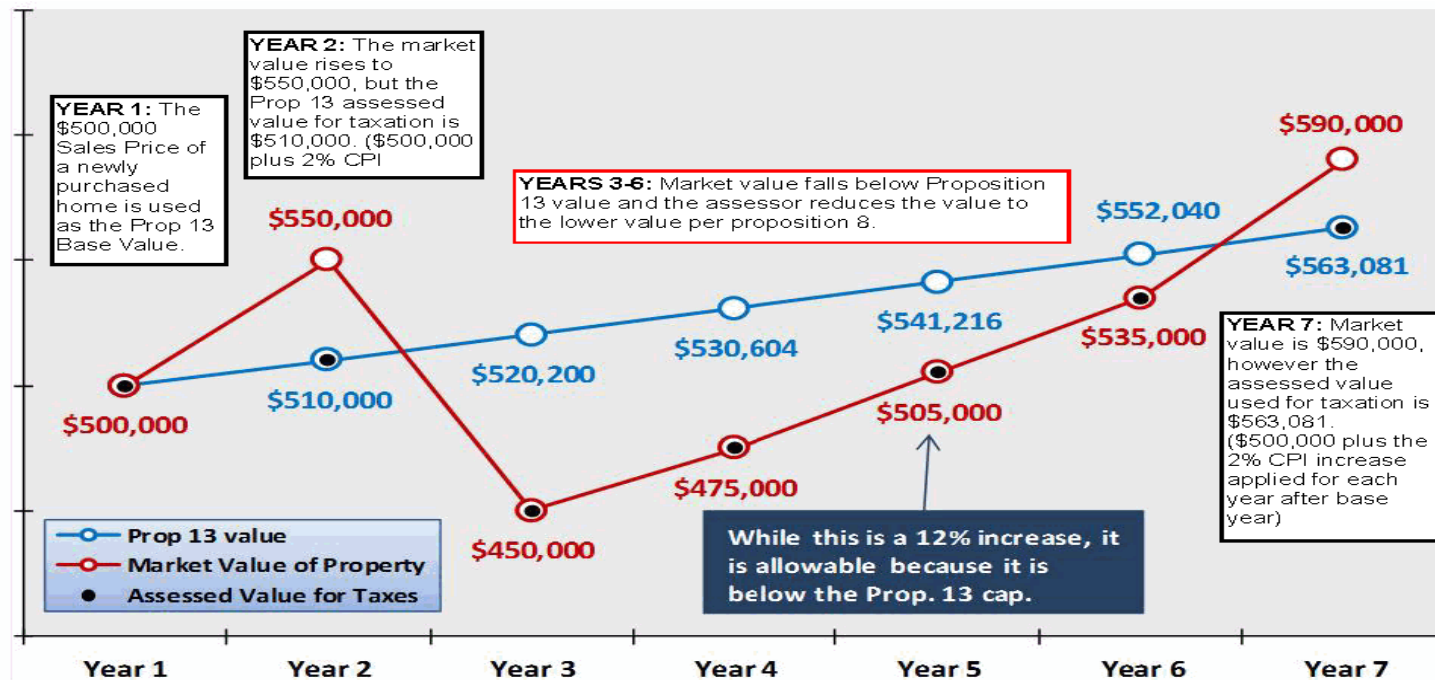 YEAR 1: The
$500,000
Sales Price of
a newly
purchased
home is used
as the Prop 13
Base Value.
YEAR 2: The market
value rises to
$550,000, but the
Prop 13 assessed
value for taxation is
$510,000. ($500,000
plus 2% CPI
YEARS 3-6: Market value falls below Proposition
13 value and the assessor reduces the value to
the lower value per proposition 8.
$590,000
$550,000
$552,040
$563,081
$541,216
$535,000
$530,604
$520,200
$510,000
$500,000
$505,000
$475,000
$450,000
YEAR 7: Market
value is $590,000,
however the
assessed value
used for taxation is
$563,081.
($500,000 plus the
2% CPI increase
applied for each
year after base
year)
While this is a 12% increase, it
is allowable because it is
below the Prop. 13 cap.
Prop 13 value
Market Value of Property
Assessed Value for Taxes
Year 1
Year 2
Year 3
Year 4
Year 5
Year 6
Year 7